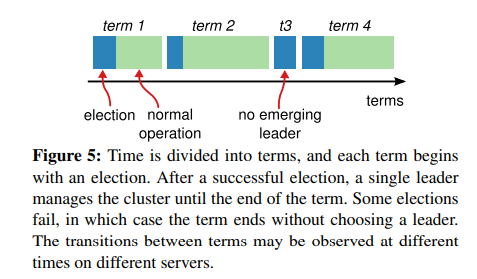 term 1 term 2 t3 term 4
terms
election normal operation no emerging leader
Figure 5: Time is divided into terms, and each term begins
with an election. After a successful election, a single leader
manages the cluster until the end of the term. Some elections
fail, in which case the term ends without choosing a leader.
The transitions between terms may be observed at different
times on different servers.